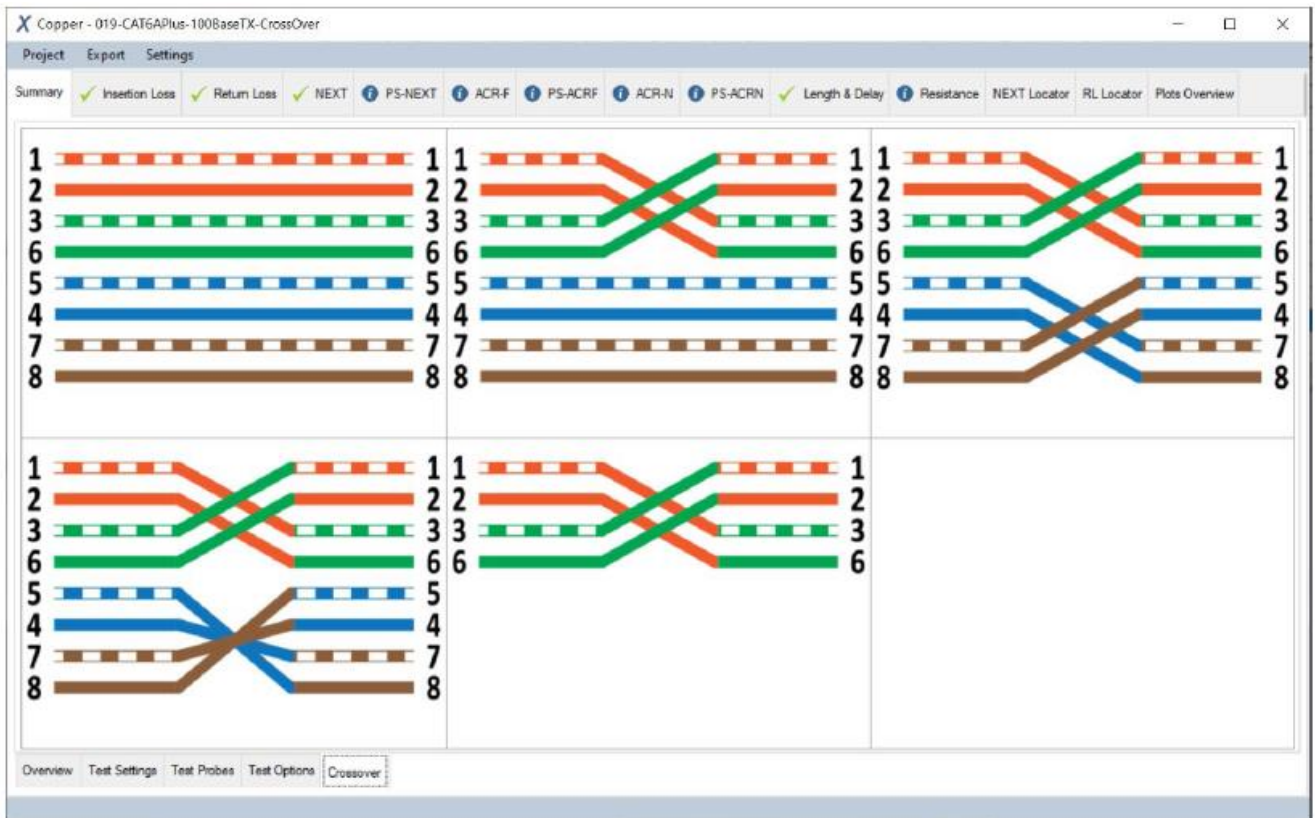 X Copper - 019-CAT6APlus-100BaseTX-CrossOver
Project Export Settings
Summary Insertion Loss Return Loss NEXT PS-NEXT ACR-F PS-ACRF ACR-N PS-ACRN Length & Delay Resistance NEXT Locator RL Locator Plots Overview
1 1 1 1 1 1
2 2 2 2 2 2
3 3 3 3 3 3
6 6 6 6 6 6
5 5 5 5 5 5
4 4 4 4 4 4
7 7 7 7 7 7
8 8 8 8 8 8
1 1 1 1
2 2 2 2
3 3 3 3
6 6 6 6
5 5
4 4
7 7
8 8
Overview Test Settings Test Probes Test Options Crossover